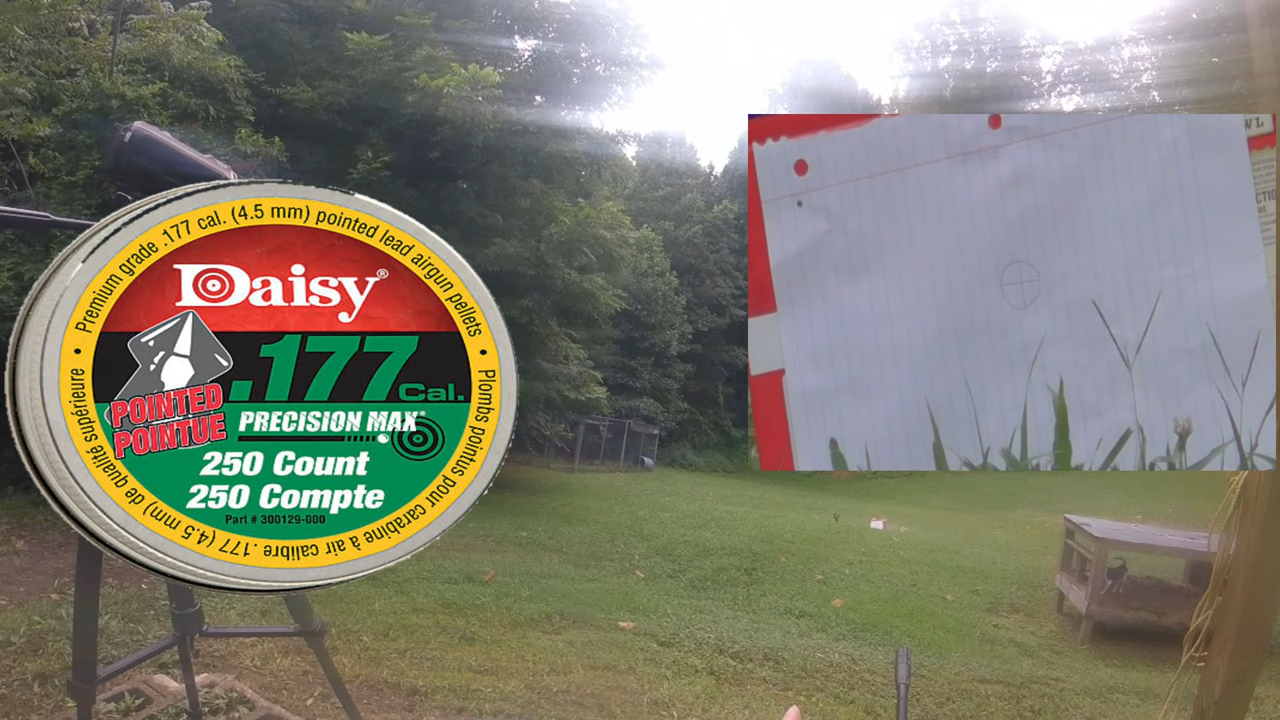 Premium grade .177 cal. (4.5 mm) pointed lead airgun pellets
Daisy®
.177 Cal.
POINTED
POINTUE
PRECISION MAX®
250 Count
250 Compte
Part # 300129-000
Plombs pointus pour carabine à air calibre .177 (4,5 mm) de qualité supérieure